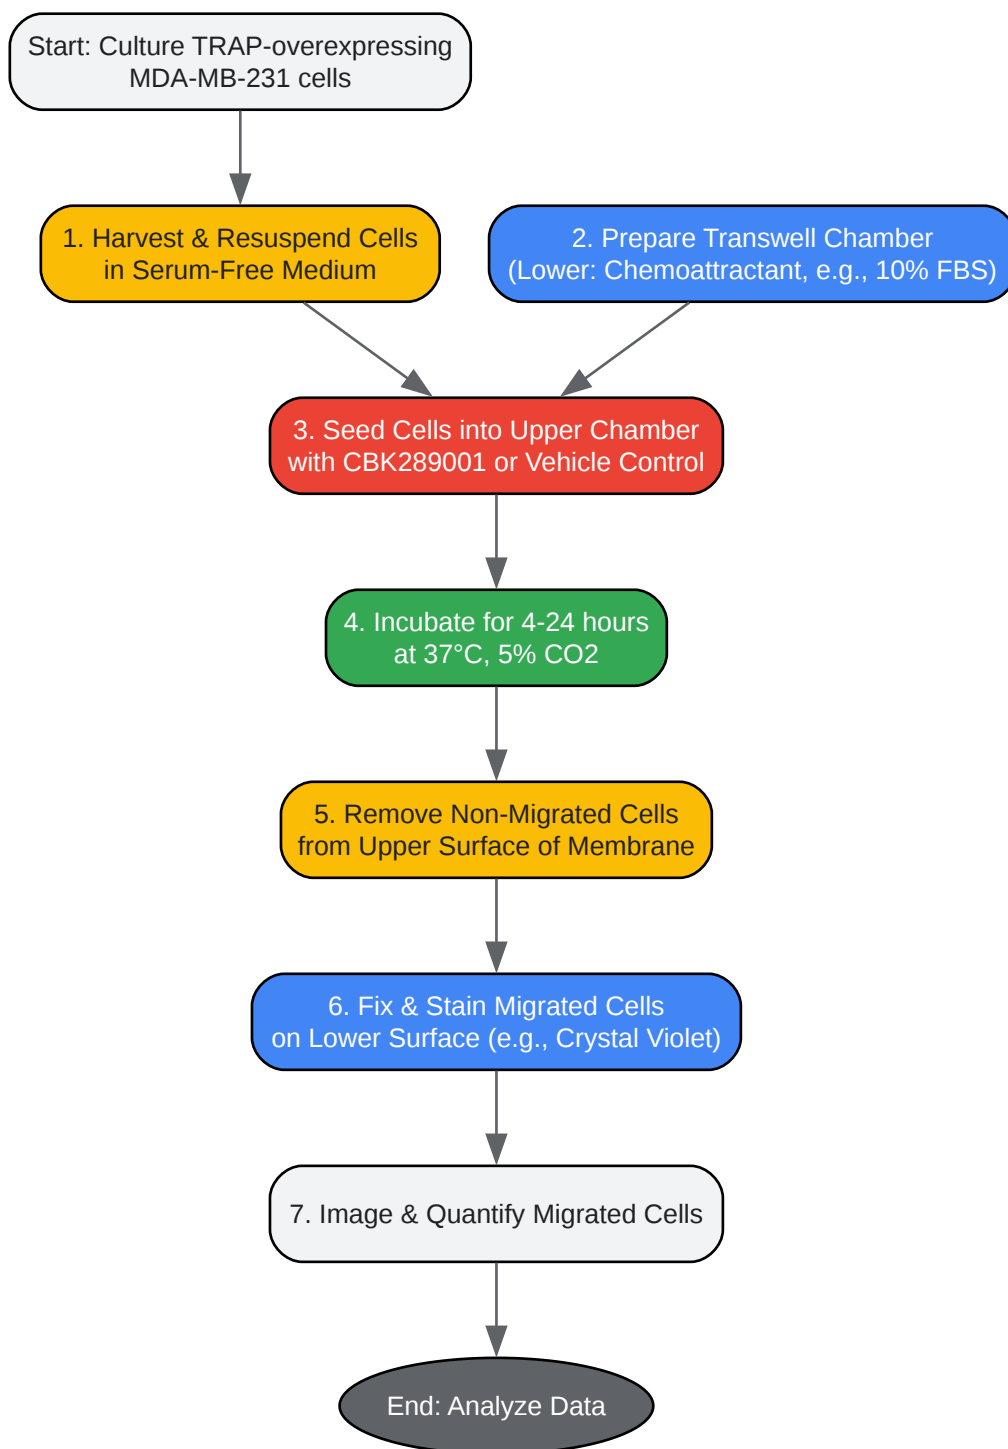 Start: Culture TRAP-overexpressing
MDA-MB-231 cells
1. Harvest & Resuspend Cells
in Serum-Free Medium
2. Prepare Transwell Chamber
(Lower: Chemoattractant, e.g., 10% FBS)
3. Seed Cells into Upper Chamber
with CBK289001 or Vehicle Control
4. Incubate for 4-24 hours
at 37°C, 5% CO2
5. Remove Non-Migrated Cells
from Upper Surface of Membrane
6. Fix & Stain Migrated Cells
on Lower Surface (e.g., Crystal Violet)
7. Image & Quantify Migrated Cells
End: Analyze Data